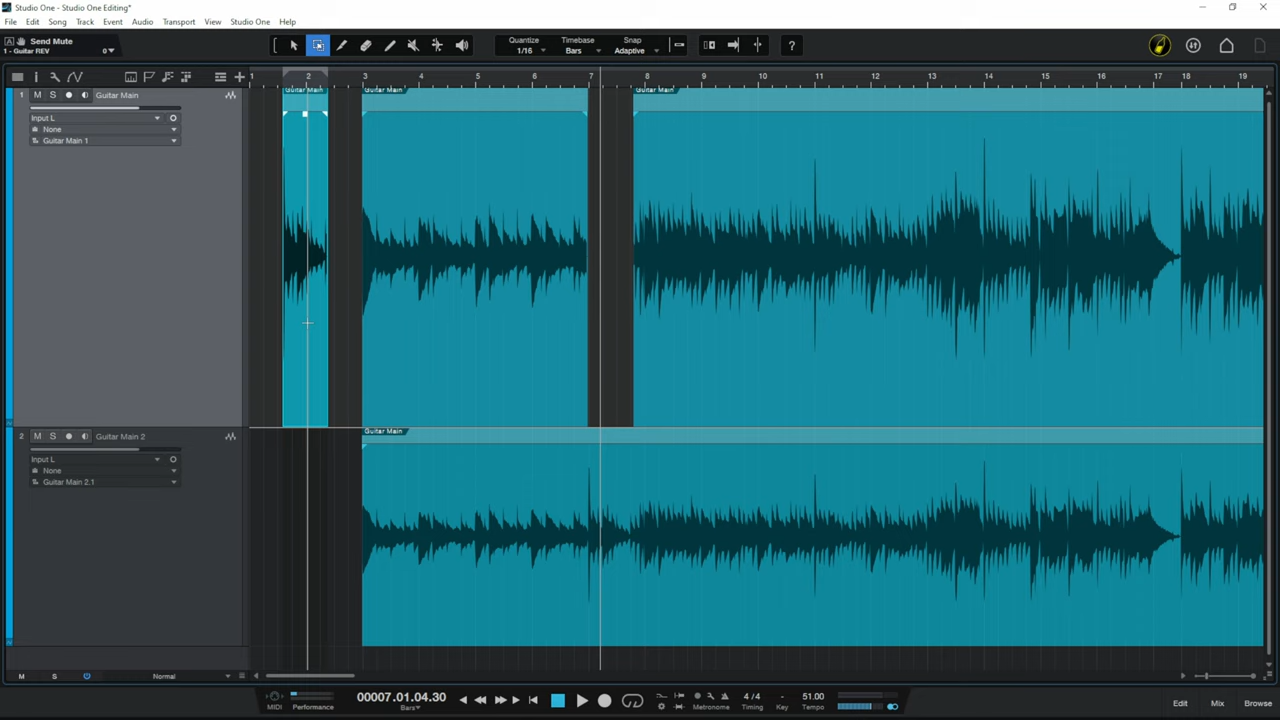 Studio One - Studio One Editing*
File Edit Song Track Event Audio Transport View Studio One Help
Send Mute
1 - Guitar REV
0
Quantize Timebase Snap
1/16 Bars Adaptive
?
1 2 3 4 5 6 7 8 9 10 11 12 13 14 15 16 17 18 19
1 M S Guitar Main
Guitar Main Guitar Main Guitar Main
Input L
None
Guitar Main 1
2 M S Guitar Main 2
Guitar Main
Input L
None
Guitar Main 2.1
M S Normal
MIDI Performance
00007.01.04.30
Bars
Metronome
4 / 4
Timing
-
Key
51.00
Tempo
Edit Mix Browse